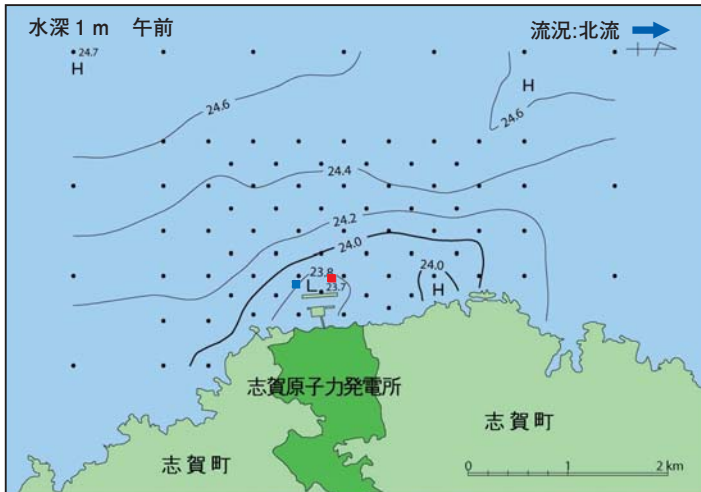 水深1m 午前
流況:北流
24.7
H
H
24.6
24.6
24.4
24.2
24.0
24.0
23.8
L
23.7
H
志賀原子力発電所
志賀町
志賀町
0 1 2 km